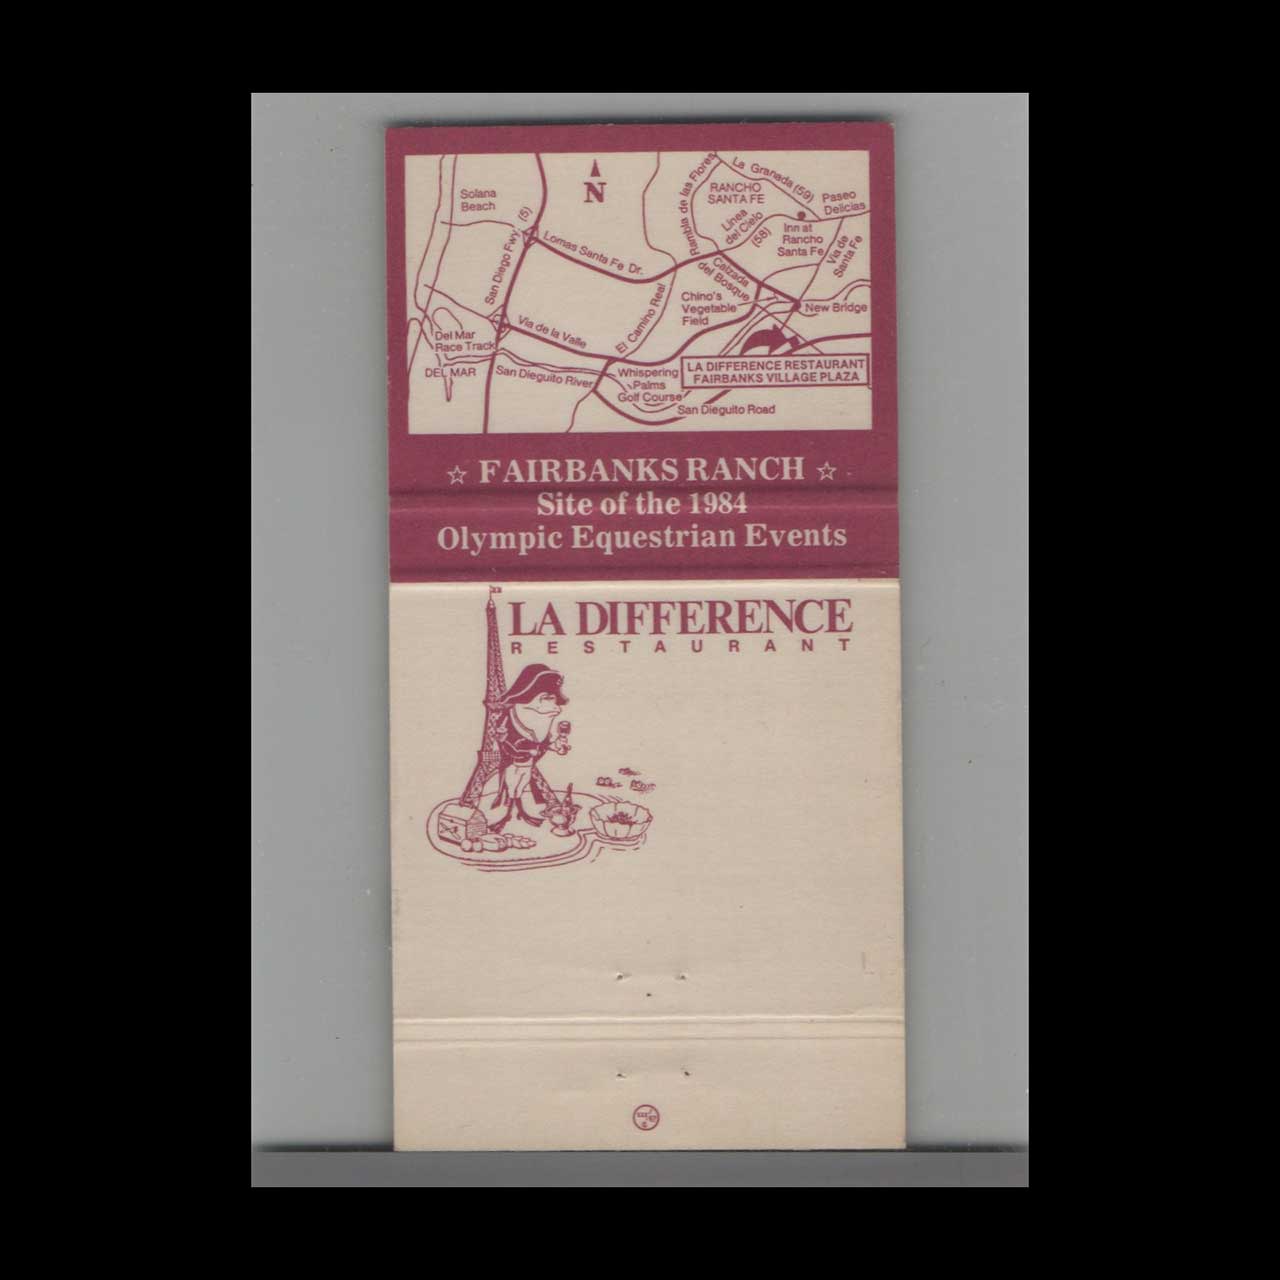 La Granada (59)
Rambla de las Flores
RANCHO
SANTA FE
Paseo
Delicias
Solana
Beach
N
San Diego Fwy. (5)
Linea
del Cielo
(58)
Inn at
Rancho
Santa Fe
Via de
Santa Fe
Lomas Santa Fe Dr.
Calzada
del Bosque
El Camino Real
Chino's
Vegetable
Field
New Bridge
Via de la Valle
Del Mar
Race Track
DEL MAR
San Dieguito River
Whispering
Palms
Golf Course
LA DIFFERENCE RESTAURANT
FAIRBANKS VILLAGE PLAZA
San Dieguito Road
☆ FAIRBANKS RANCH ☆
Site of the 1984
Olympic Equestrian Events
LA DIFFERENCE
RESTAURANT